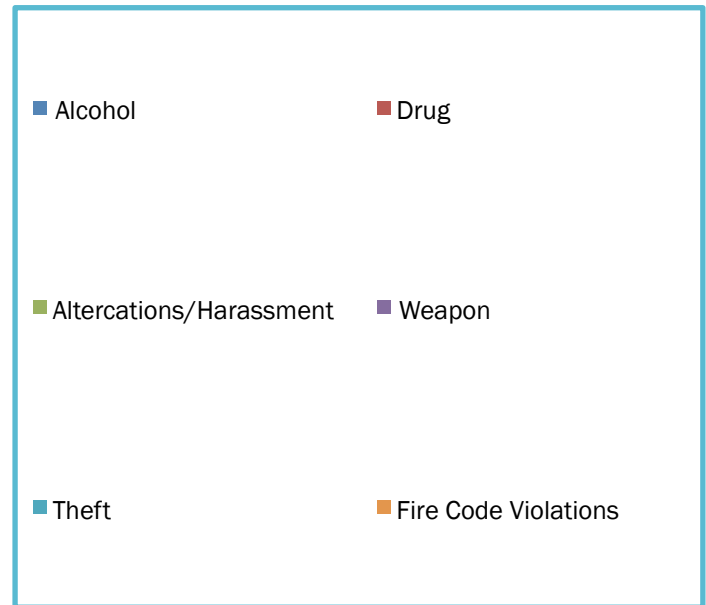 Alcohol Drug
Altercations/Harassment Weapon
Theft Fire Code Violations